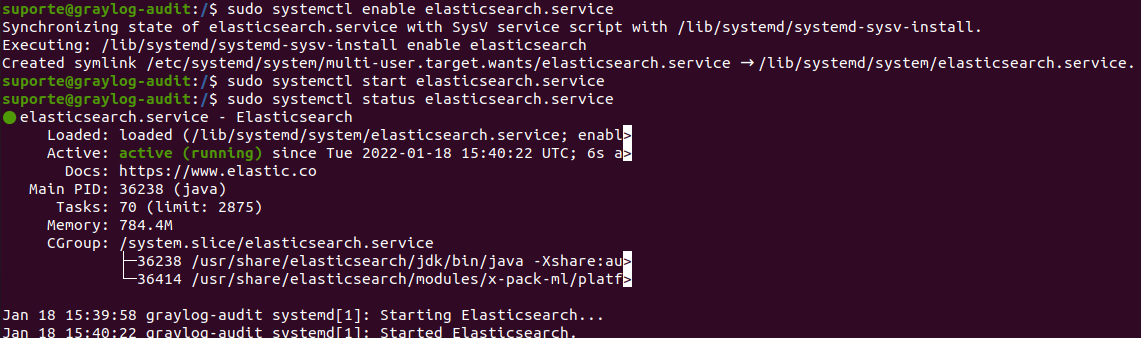 suporte@graylog-audit:/$ sudo systemctl enable elasticsearch.service
Synchronizing state of elasticsearch.service with SysV service script with /lib/systemd/systemd-sysv-install.
Executing: /lib/systemd/systemd-sysv-install enable elasticsearch
Created symlink /etc/systemd/system/multi-user.target.wants/elasticsearch.service → /lib/systemd/system/elasticsearch.service.
suporte@graylog-audit:/$ sudo systemctl start elasticsearch.service
suporte@graylog-audit:/$ sudo systemctl status elasticsearch.service
● elasticsearch.service - Elasticsearch
Loaded: loaded (/lib/systemd/system/elasticsearch.service; enabl>
Active: active (running) since Tue 2022-01-18 15:40:22 UTC; 6s a>
Docs: https://www.elastic.co
Main PID: 36238 (java)
Tasks: 70 (limit: 2875)
Memory: 784.4M
CGroup: /system.slice/elasticsearch.service
├─36238 /usr/share/elasticsearch/jdk/bin/java -Xshare:au>
└─36414 /usr/share/elasticsearch/modules/x-pack-ml/platf>
Jan 18 15:39:58 graylog-audit systemd[1]: Starting Elasticsearch...
Jan 18 15:40:22 graylog-audit systemd[1]: Started Elasticsearch.